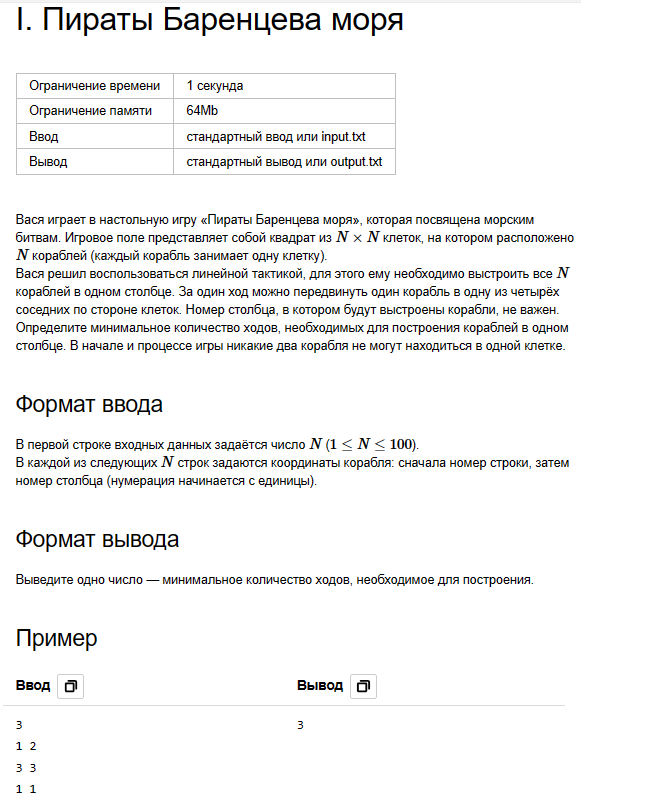 I. Пираты Баренцева моря
Ограничение времени 1 секунда
Ограничение памяти 64Mb
Ввод стандартный ввод или input.txt
Вывод стандартный вывод или output.txt
Вася играет в настольную игру «Пираты Баренцева моря», которая посвящена морским
битвам. Игровое поле представляет собой квадрат из N × N клеток, на котором расположено
N кораблей (каждый корабль занимает одну клетку).
Вася решил воспользоваться линейной тактикой, для этого ему необходимо выстроить все N
кораблей в одном столбце. За один ход можно передвинуть один корабль в одну из четырёх
соседних по стороне клеток. Номер столбца, в котором будут выстроены корабли, не важен.
Определите минимальное количество ходов, необходимых для построения кораблей в одном
столбце. В начале и процессе игры никакие два корабля не могут находиться в одной клетке.
Формат ввода
В первой строке входных данных задаётся число N (1 ≤ N ≤ 100).
В каждой из следующих N строк задаются координаты корабля: сначала номер строки, затем
номер столбца (нумерация начинается с единицы).
Формат вывода
Выведите одно число — минимальное количество ходов, необходимое для построения.
Пример
Ввод Вывод
3 3
1 2
3 3
1 1